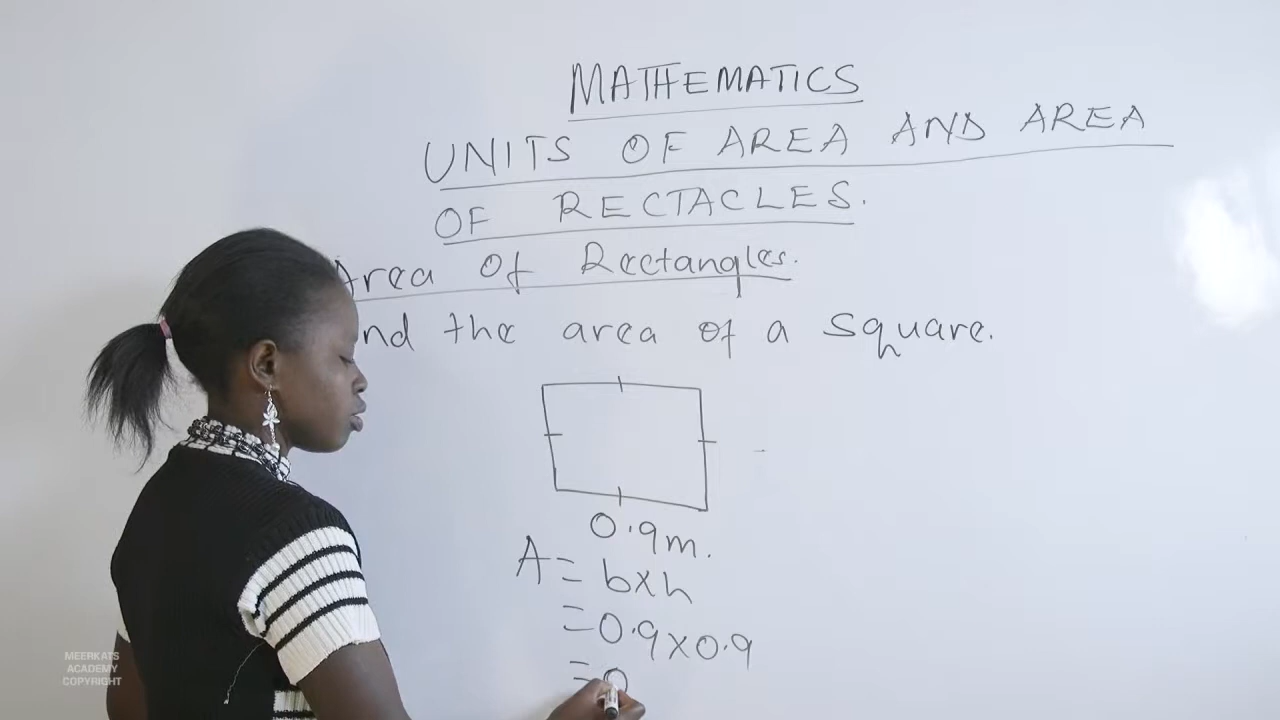 MATHEMATICS
UNITS OF AREA AND AREA
OF RECTACLES.
Area Of Rectangles.
nd the area of a square.
0.9m.
A = bxh
= 0.9x0.9
= 0
MEERKATS
ACADEMY
COPYRIGHT